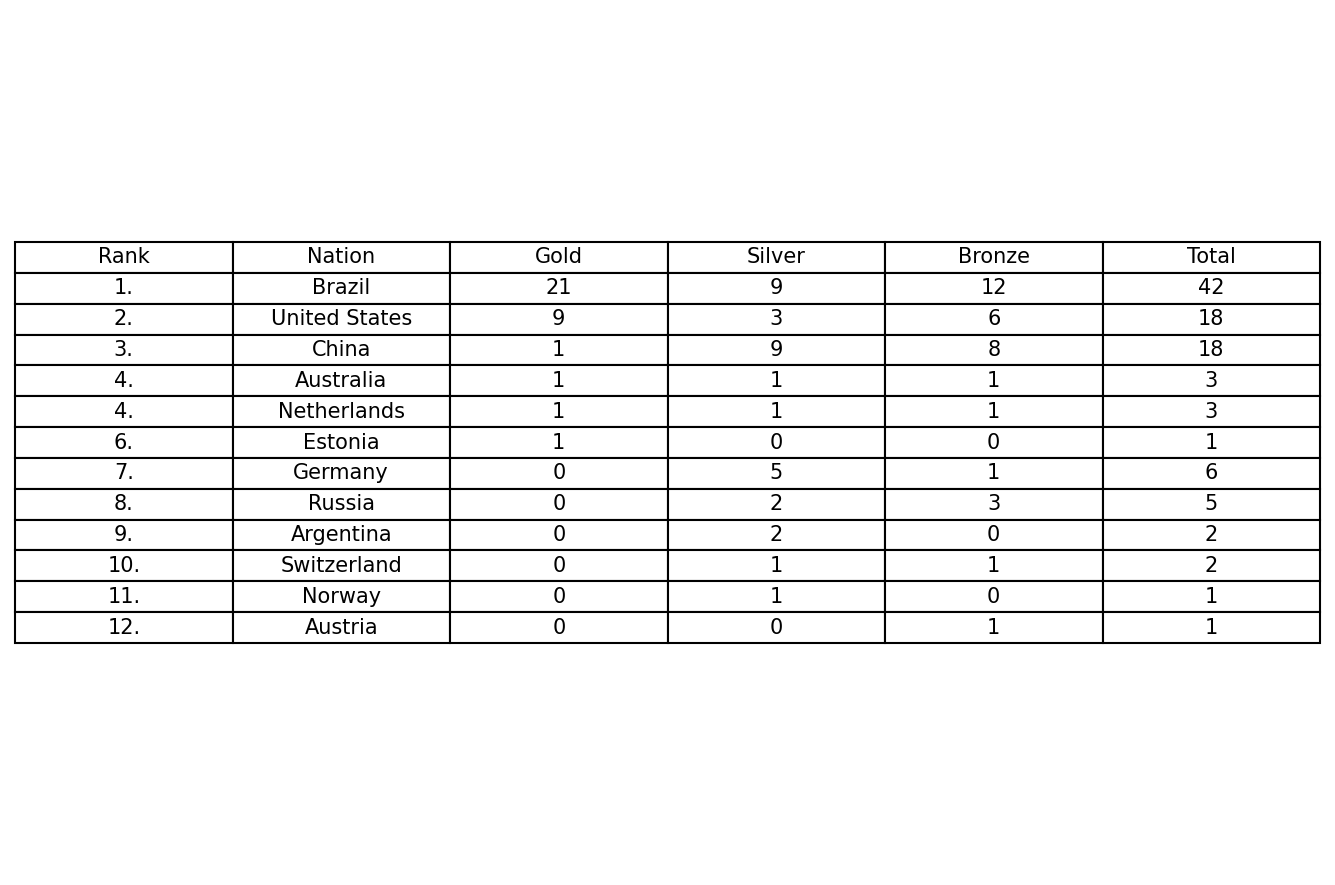 Rank Nation Gold Silver Bronze Total
1. Brazil 21 9 12 42
2. United States 9 3 6 18
3. China 1 9 8 18
4. Australia 1 1 1 3
4. Netherlands 1 1 1 3
6. Estonia 1 0 0 1
7. Germany 0 5 1 6
8. Russia 0 2 3 5
9. Argentina 0 2 0 2
10. Switzerland 0 1 1 2
11. Norway 0 1 0 1
12. Austria 0 0 1 1